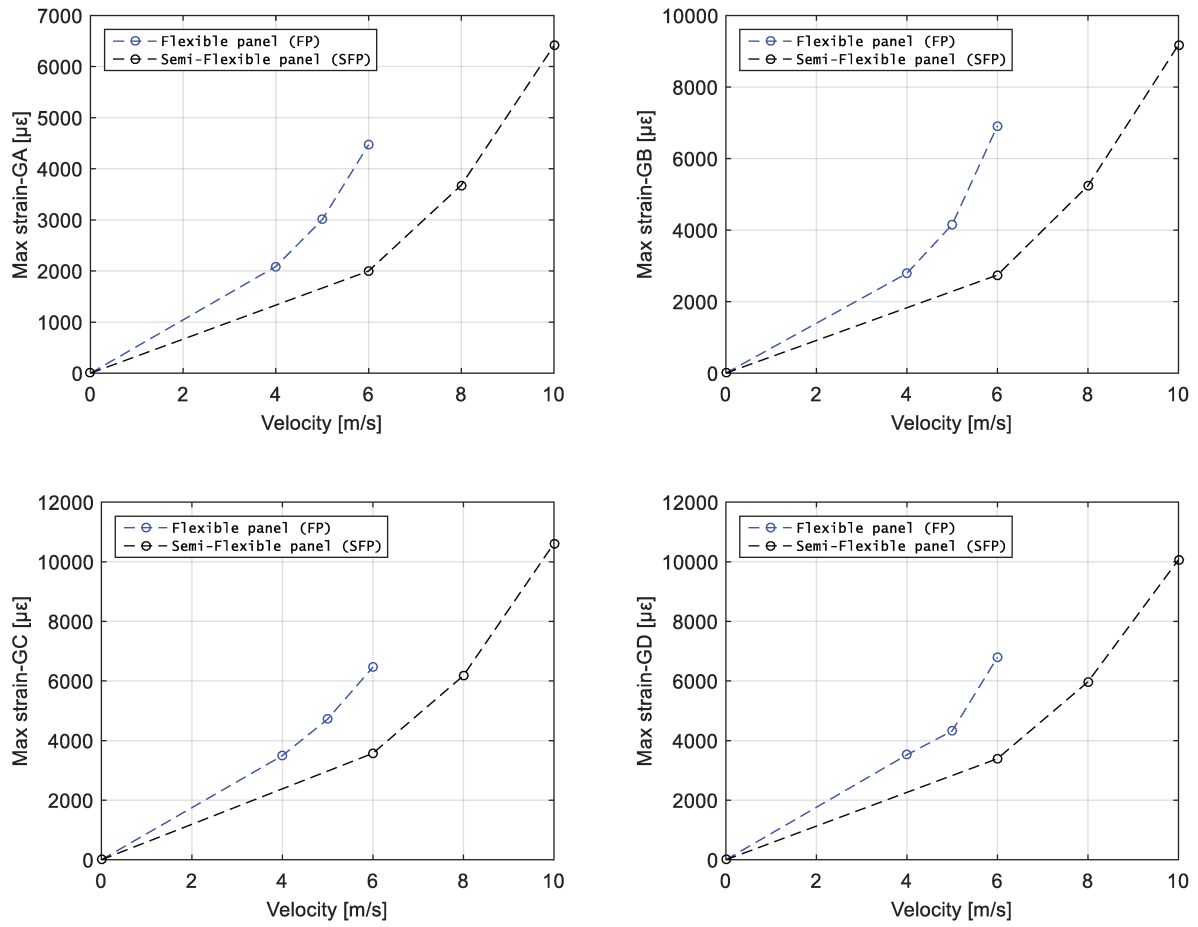 7000
6000
5000
4000
3000
2000
1000
0
Max strain-GA [με]
Flexible panel (FP)
Semi-Flexible panel (SFP)
0 2 4 6 8 10
Velocity [m/s]
10000
8000
6000
4000
2000
0
Max strain-GB [με]
Flexible panel (FP)
Semi-Flexible panel (SFP)
0 2 4 6 8 10
Velocity [m/s]
12000
10000
8000
6000
4000
2000
0
Max strain-GC [με]
Flexible panel (FP)
Semi-Flexible panel (SFP)
0 2 4 6 8 10
Velocity [m/s]
12000
10000
8000
6000
4000
2000
0
Max strain-GD [με]
Flexible panel (FP)
Semi-Flexible panel (SFP)
0 2 4 6 8 10
Velocity [m/s]